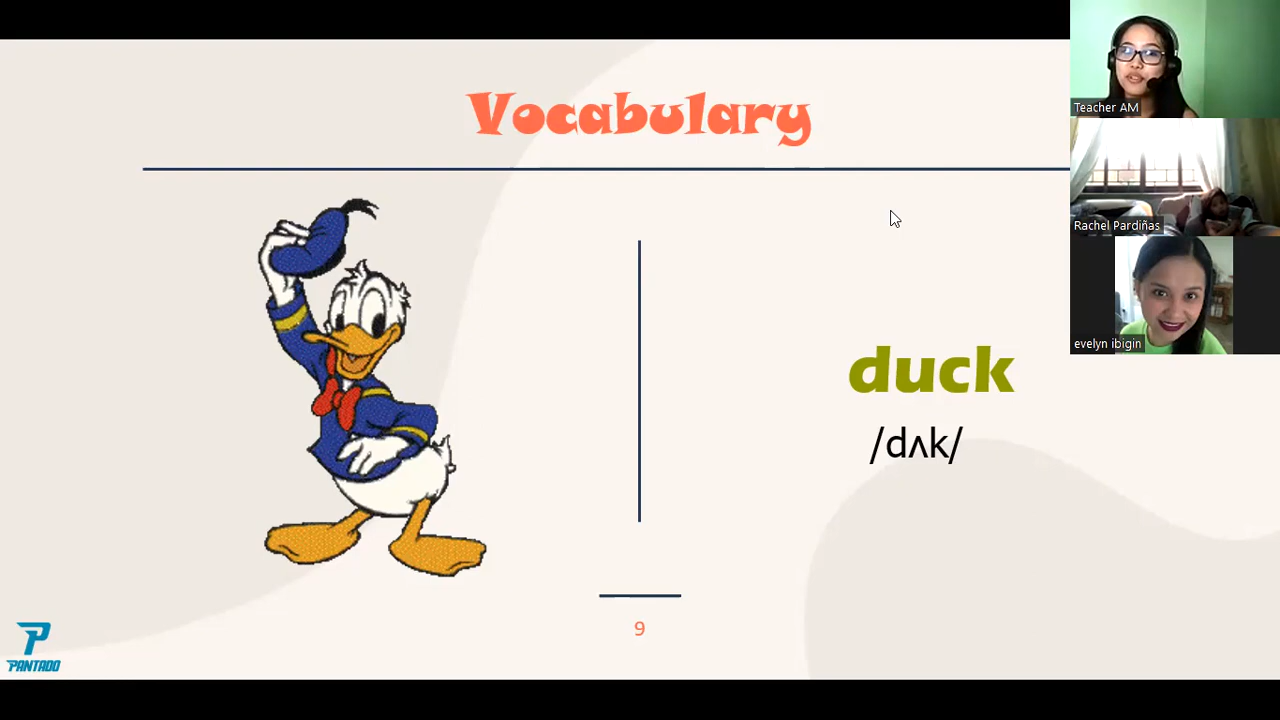 Vocabulary
Teacher AM
Rachel Pardiñas
evelyn ibigin
duck
/dʌk/
9
PANTADO